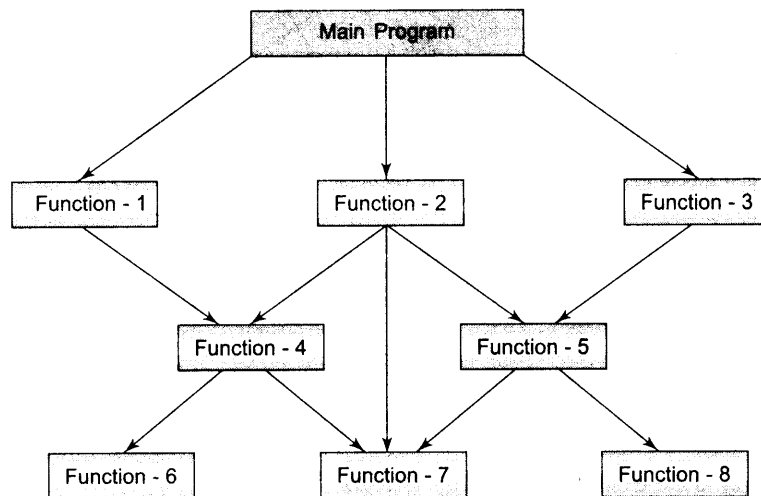 Main Program
Function - 1
Function - 2
Function - 3
Function - 4
Function - 5
Function - 6
Function - 7
Function - 8